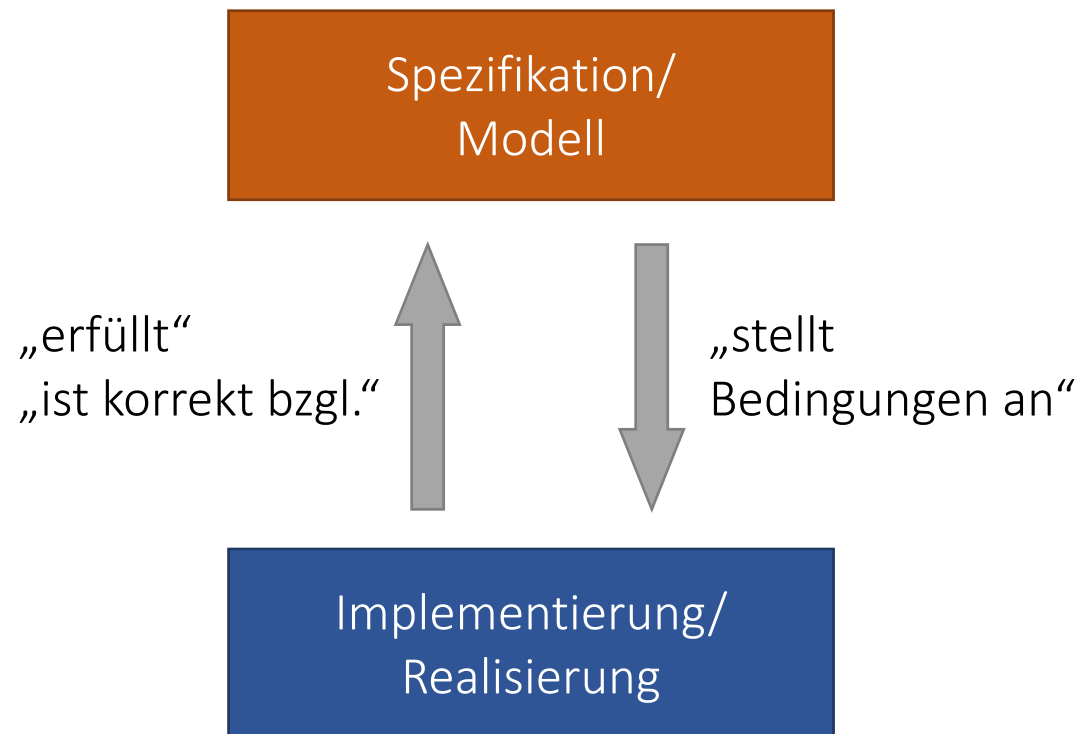 Spezifikation/
Modell
„erfüllt“
„ist korrekt bzgl.“
„stellt
Bedingungen an“
Implementierung/
Realisierung